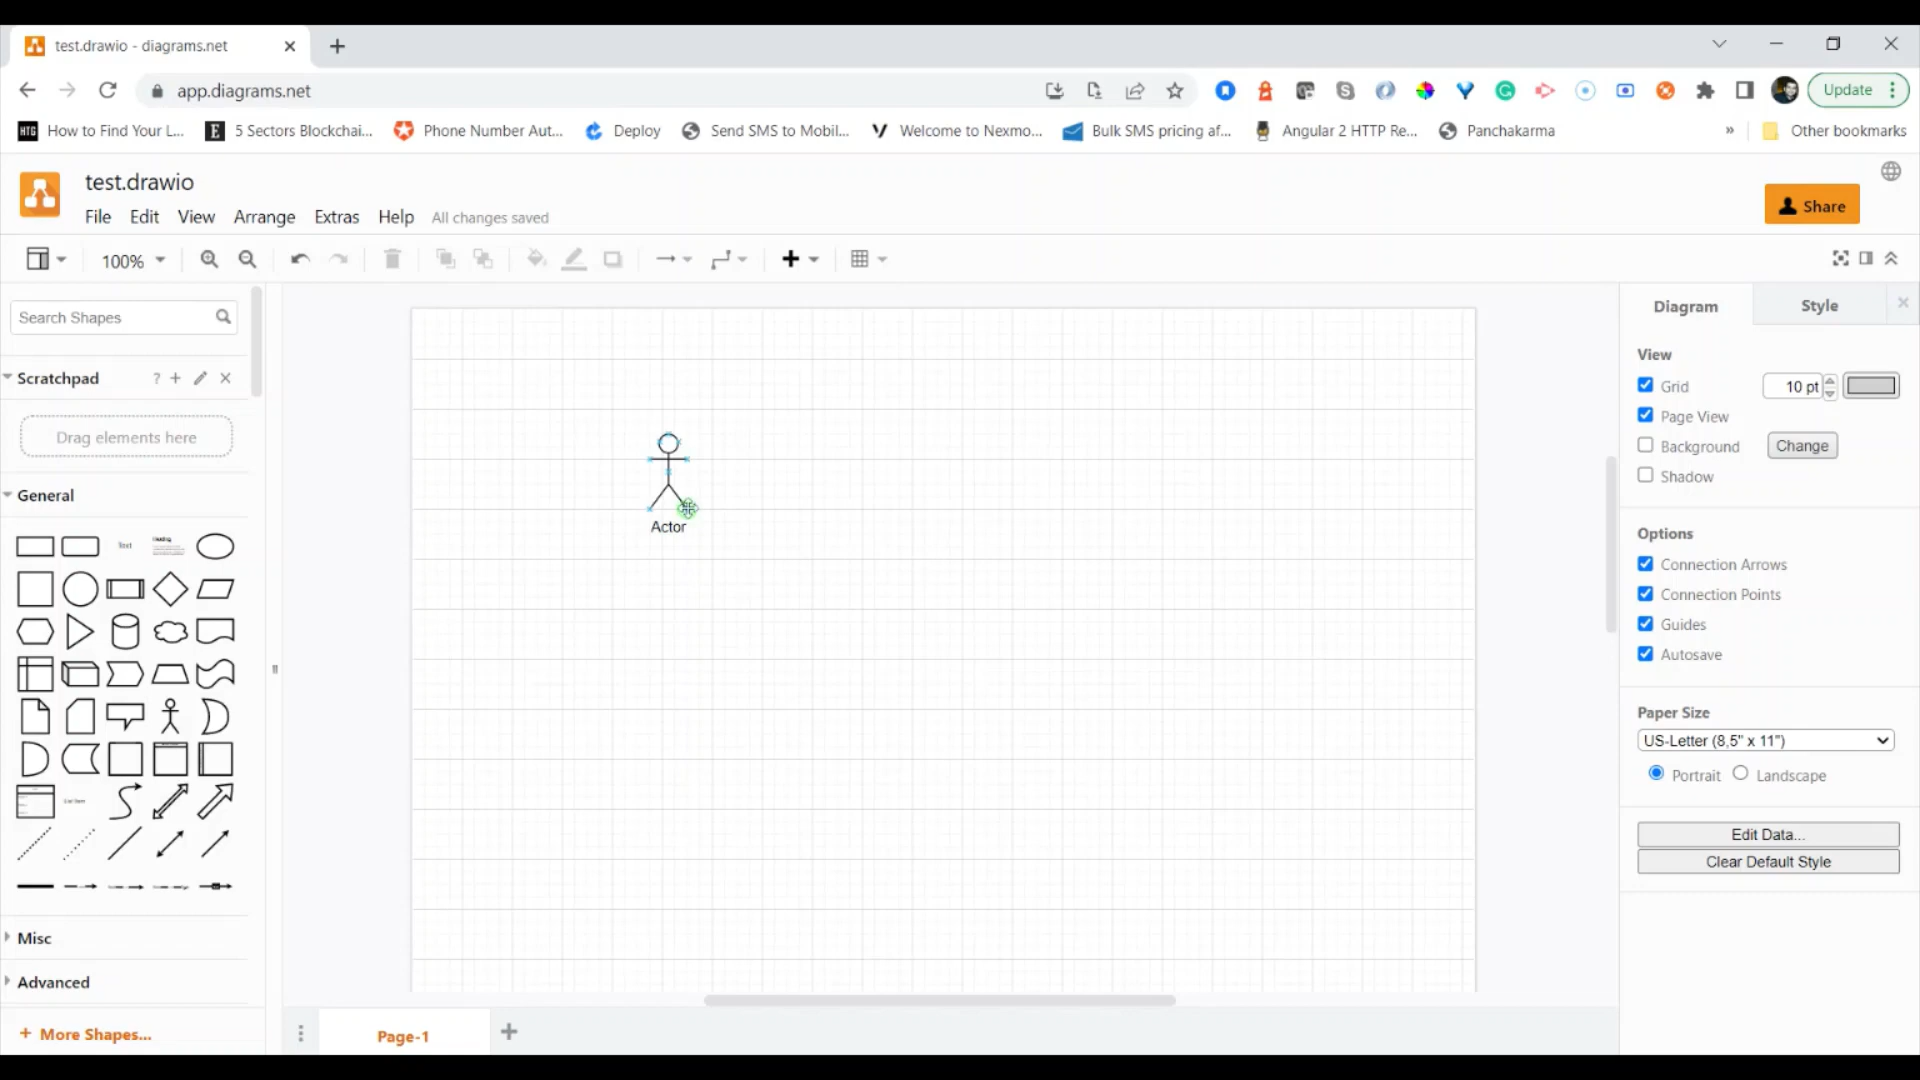 test.drawio - diagrams.net
app.diagrams.net
Update
How to Find Your L...
5 Sectors Blockchai...
Phone Number Aut...
Deploy
Send SMS to Mobil...
Welcome to Nexmo...
Bulk SMS pricing af...
Angular 2 HTTP Re...
Panchakarma
»
Other bookmarks
test.drawio
File Edit View Arrange Extras Help All changes saved
Share
100%
Search Shapes
Scratchpad
?
Drag elements here
General
Text
Heading
List Item
Misc
Advanced
+ More Shapes...
Actor
Page-1
Diagram
Style
View
Grid
10 pt
Page View
Background
Change
Shadow
Options
Connection Arrows
Connection Points
Guides
Autosave
Paper Size
US-Letter (8,5" x 11")
Portrait
Landscape
Edit Data...
Clear Default Style